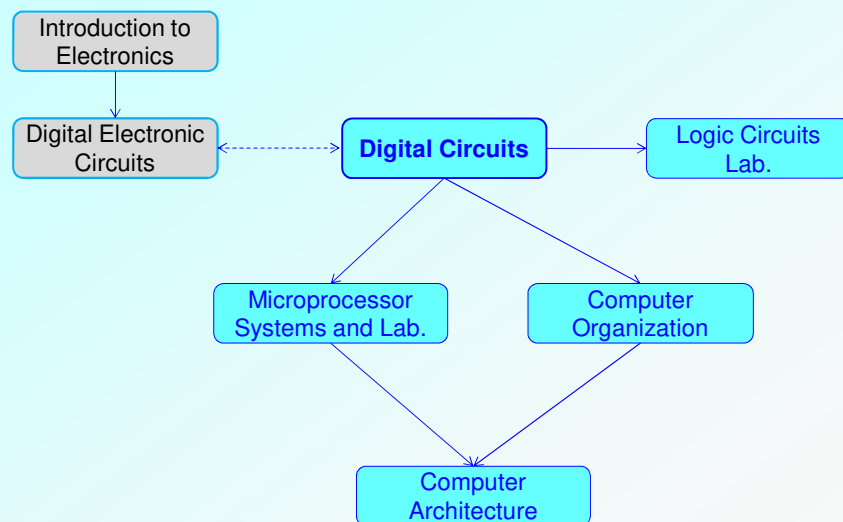 Introduction to
Electronics
Digital Electronic
Circuits
Digital Circuits
Logic Circuits
Lab.
Microprocessor
Systems and Lab.
Computer
Organization
Computer
Architecture